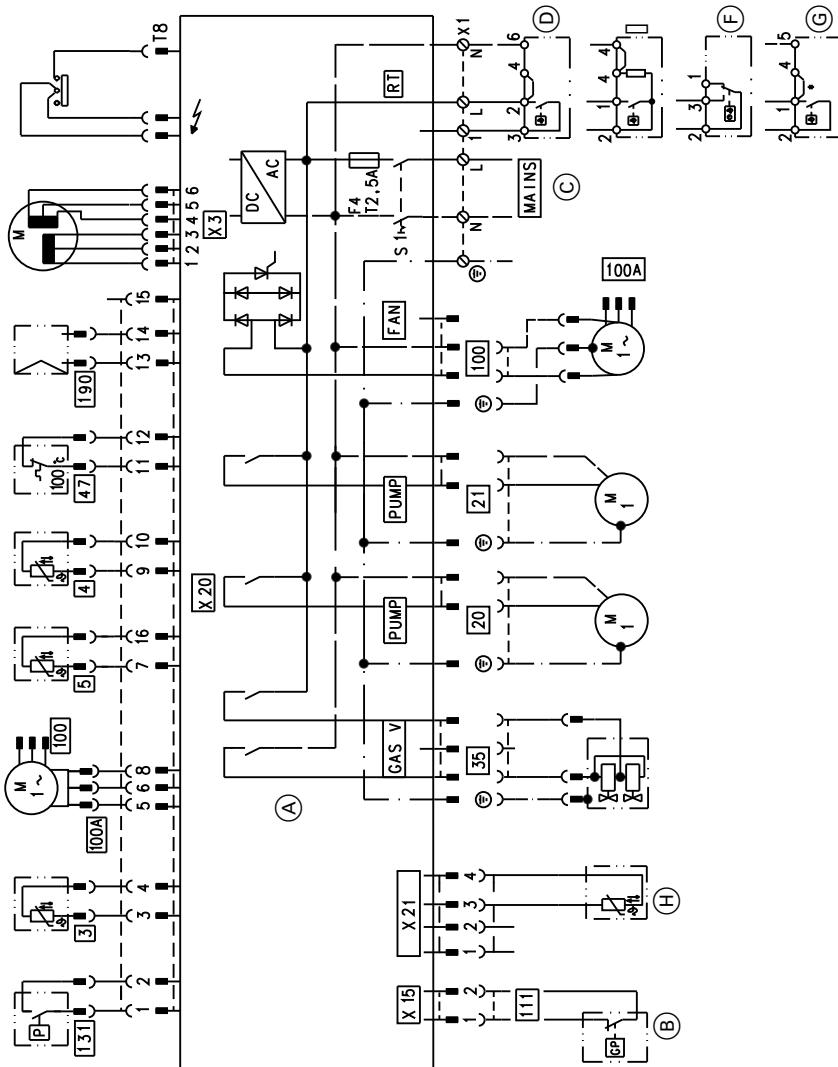 T8
M
1 2 3 4 5 6
X3
15
14
13
190
12
11
100 °c
47
10
9
4
16
7
5
M
1~
100
8
6
5
100A
4
3
3
2
1
P
131
DC
AC
F4
T2,5A
S1
RT
X20
A
FAN
PUMP
PUMP
GAS V
X21
X15
X1
N
L
1
L
N
MAINS
C
100
100A
M
1~
21
M
1
20
M
1
35
4
3
2
1
H
2
1
111
GP
B
D
6
4
2
3
4
4
1
2
F
1
3
2
G
5
4
1
2
*